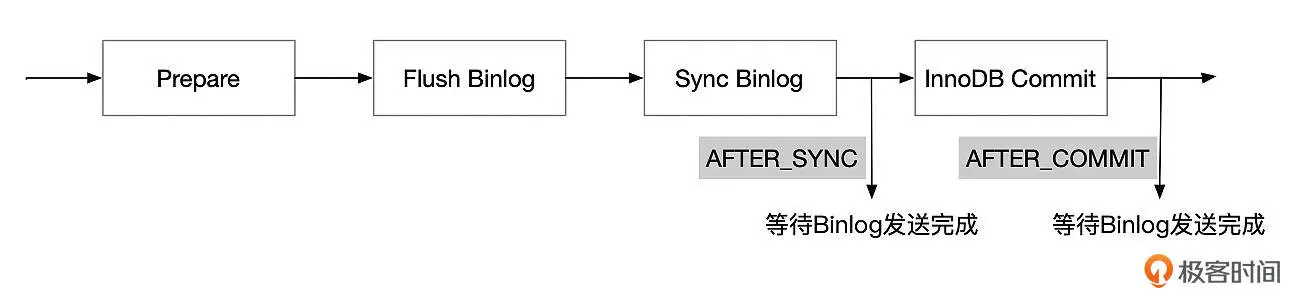 Prepare
Flush Binlog
Sync Binlog
InnoDB Commit
AFTER_SYNC
AFTER_COMMIT
等待Binlog发送完成
等待Binlog发送完成
极客时间